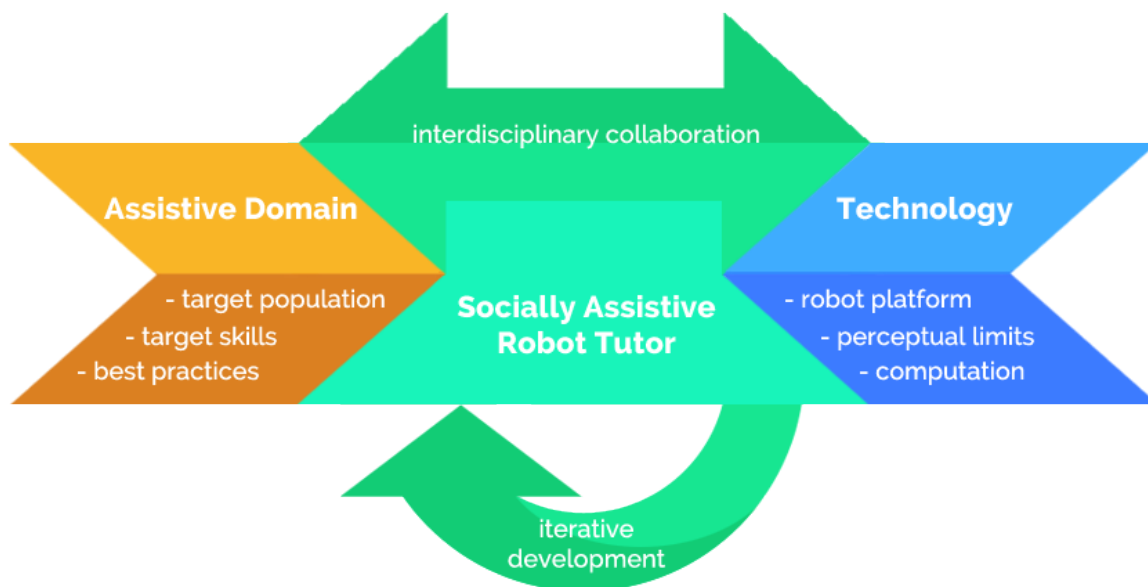 interdisciplinary collaboration
Assistive Domain
- target population
- target skills
- best practices
Socially Assistive
Robot Tutor
Technology
- robot platform
- perceptual limits
- computation
iterative
development